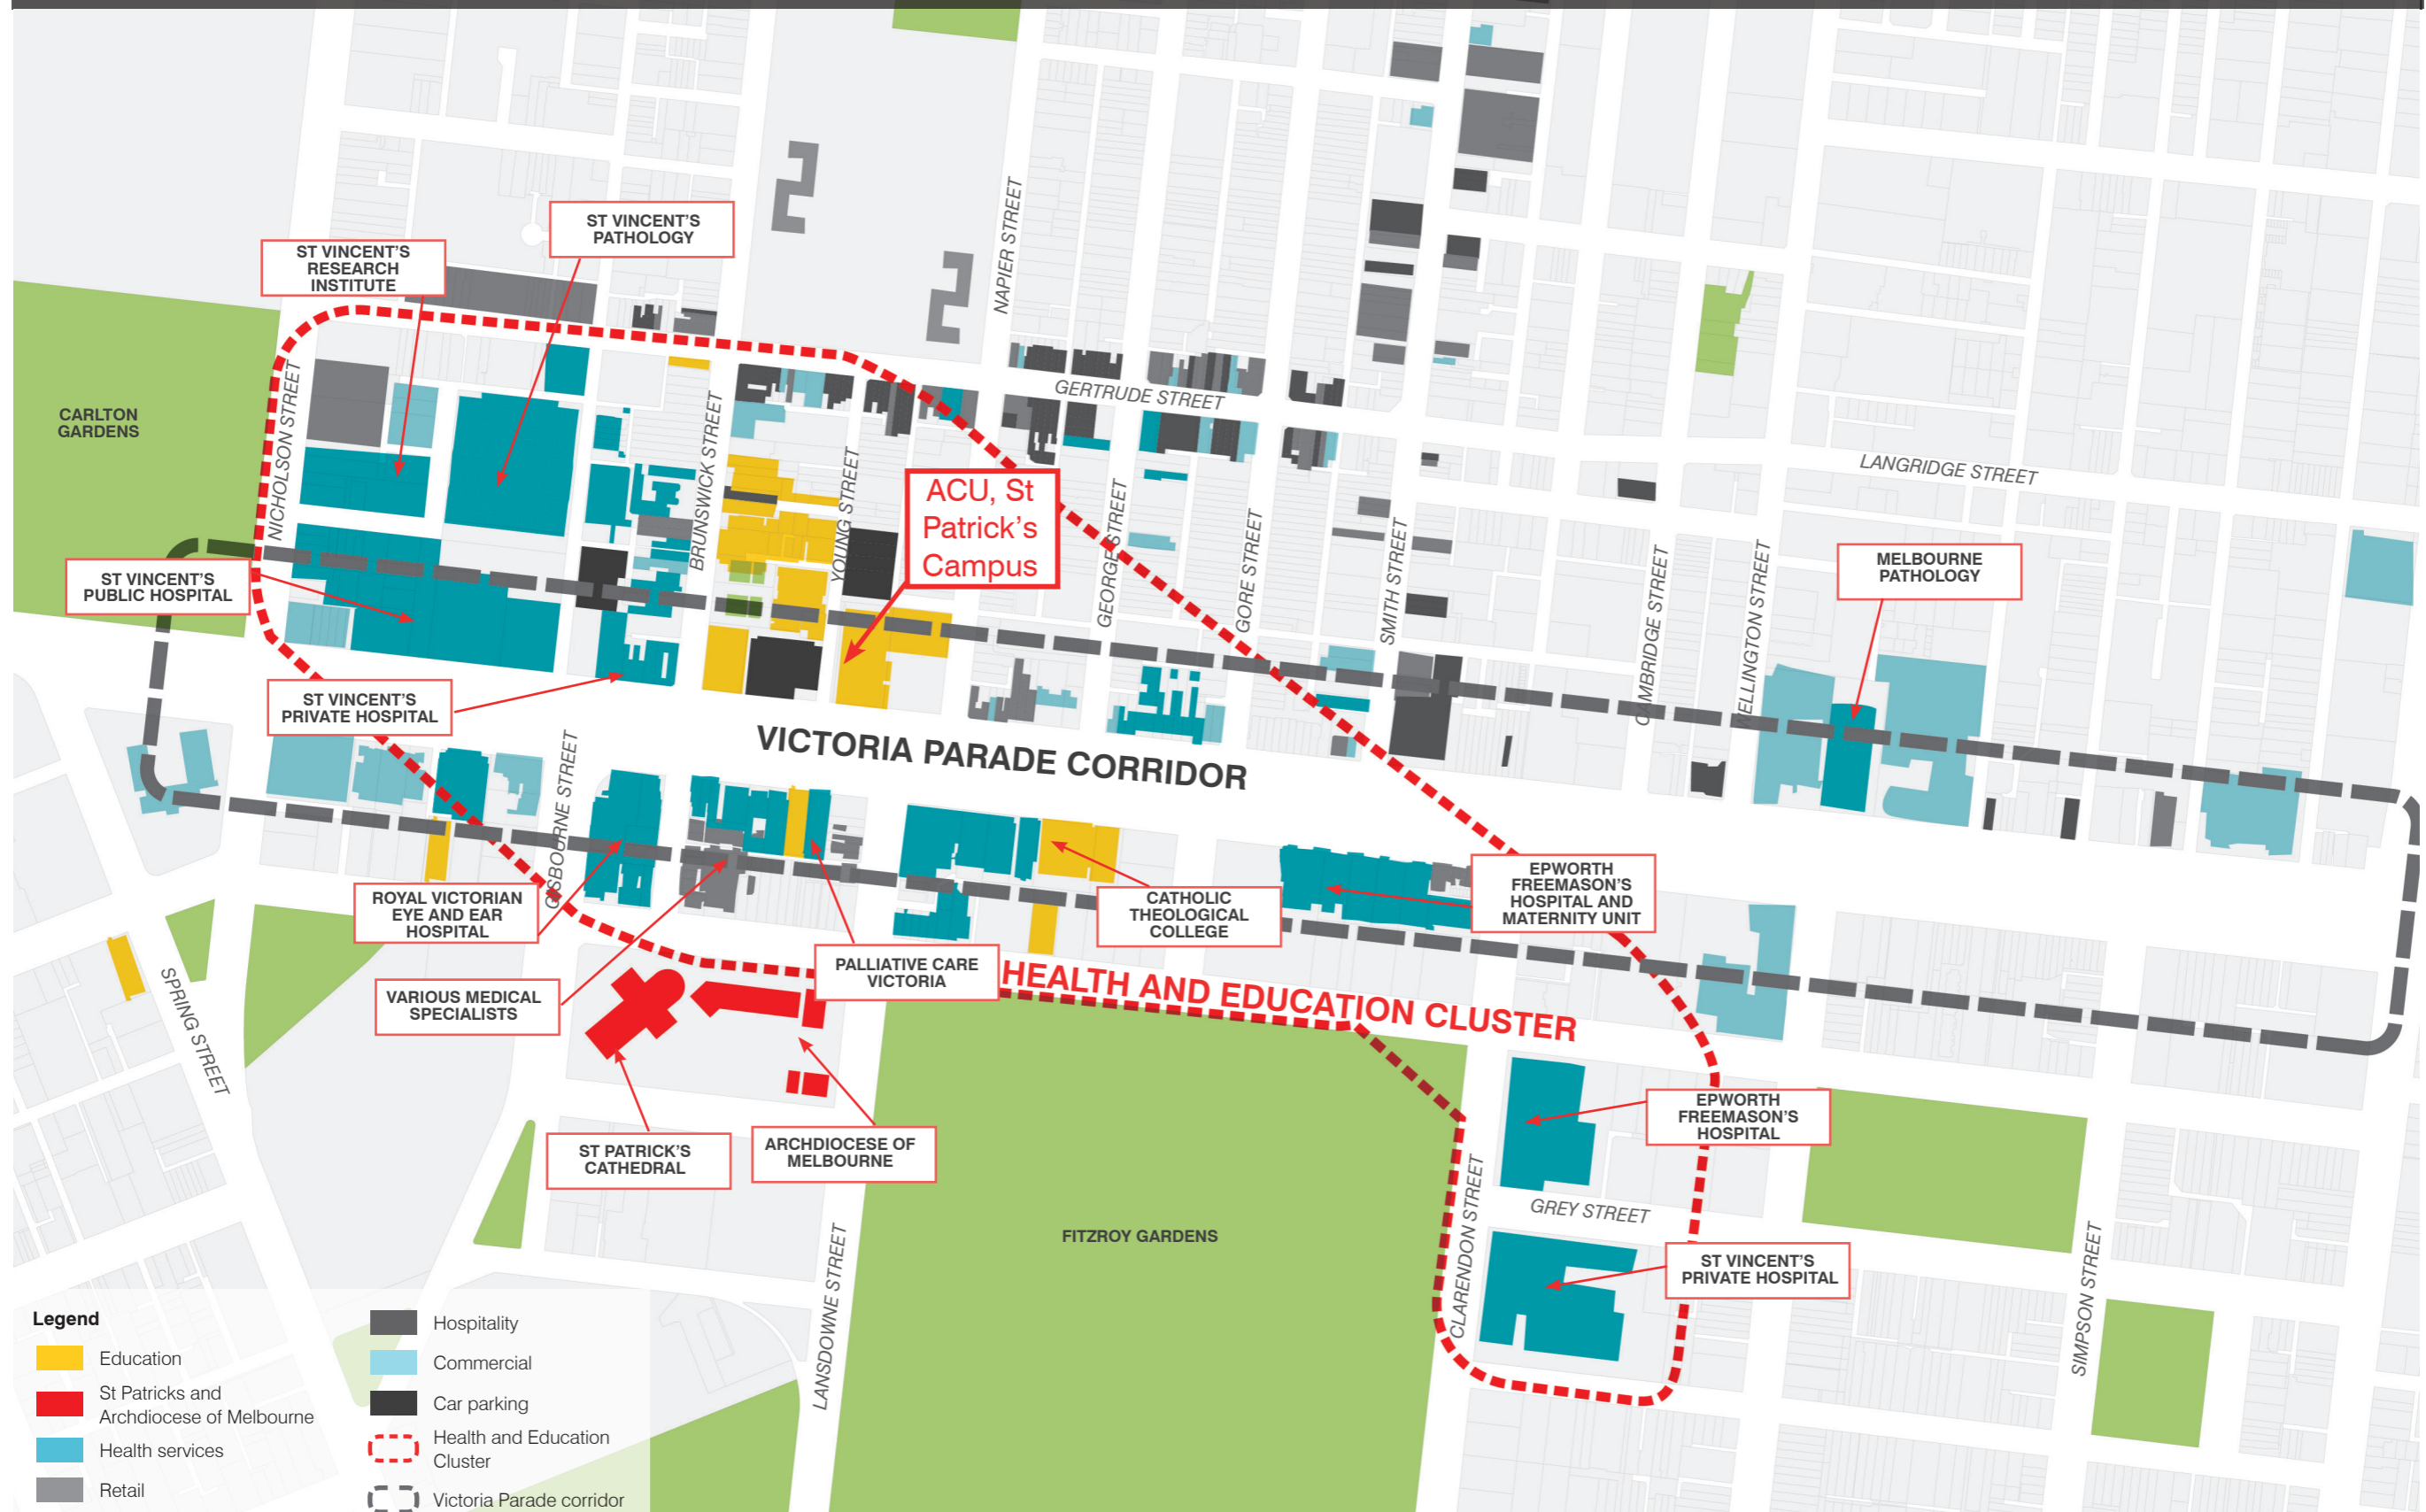 ST VINCENT'S
PATHOLOGY
ST VINCENT'S
RESEARCH
INSTITUTE
NAPIER STREET
CARLTON
GARDENS
NICHOLSON STREET
BRUNSWICK STREET
YOUNG STREET
GERTRUDE STREET
ACU, St
Patrick's
Campus
GEORGE STREET
GORE STREET
SMITH STREET
LANGRIDGE STREET
CAMBRIDGE STREET
WELLINGTON STREET
MELBOURNE
PATHOLOGY
ST VINCENT'S
PUBLIC HOSPITAL
ST VINCENT'S
PRIVATE HOSPITAL
VICTORIA PARADE CORRIDOR
GISBOURNE STREET
ROYAL VICTORIAN
EYE AND EAR
HOSPITAL
CATHOLIC
THEOLOGICAL
COLLEGE
EPWORTH
FREEMASON'S
HOSPITAL AND
MATERNITY UNIT
PALLIATIVE CARE
VICTORIA
VARIOUS MEDICAL
SPECIALISTS
HEALTH AND EDUCATION CLUSTER
SPRING STREET
ST PATRICK'S
CATHEDRAL
ARCHDIOCESE OF
MELBOURNE
EPWORTH
FREEMASON'S
HOSPITAL
LANSDOWNE STREET
FITZROY GARDENS
CLARENDON STREET
GREY STREET
ST VINCENT'S
PRIVATE HOSPITAL
SIMPSON STREET
Legend
Education
St Patricks and
Archdiocese of Melbourne
Health services
Retail
Hospitality
Commercial
Car parking
Health and Education
Cluster
Victoria Parade corridor